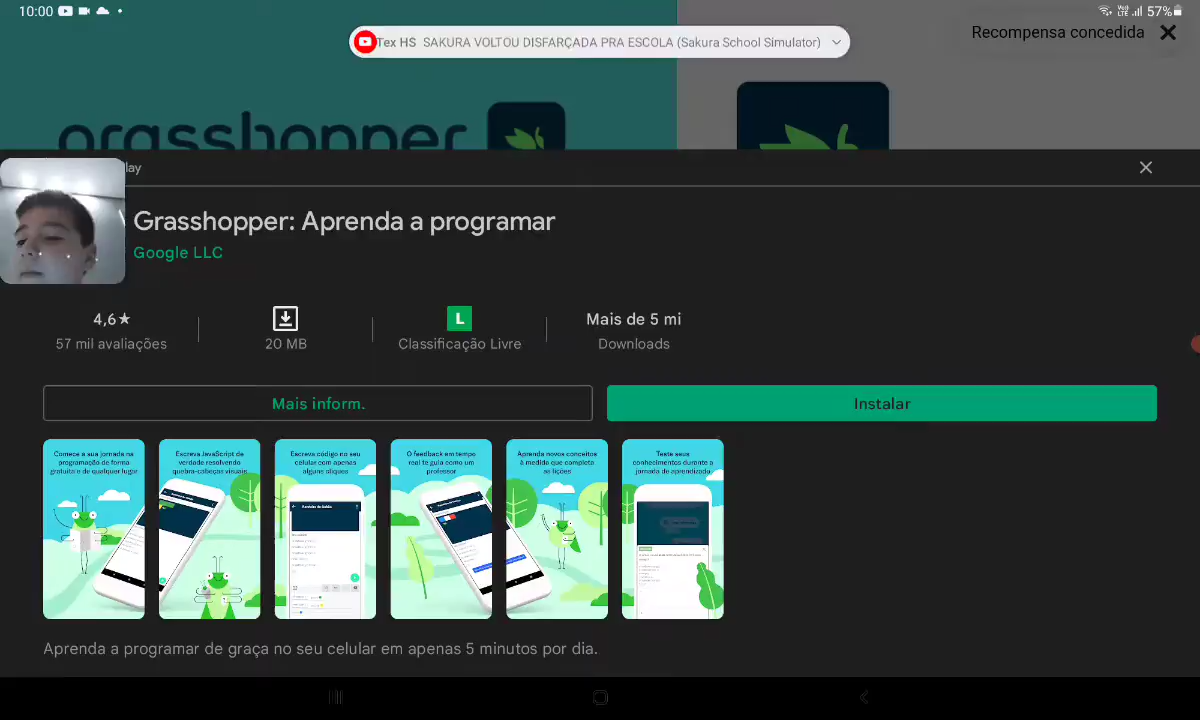 10:00
VoLTE 57%
Tex HS SAKURA VOLTOU DISFARÇADA PRA ESCOLA (Sakura School Simulator)
Recompensa concedida
grasshopper
lay
Grasshopper: Aprenda a programar
Google LLC
4,6★
57 mil avaliações
20 MB
L
Classificação Livre
Mais de 5 mi
Downloads
Mais inform.
Instalar
Comece a sua jornada na
programação de forma
gratuita e de qualquer lugar
Escreva JavaScript de
verdade resolvendo
quebra-cabeças visuais
Escreva código no seu
celular com apenas
alguns cliques
O feedback em tempo
real te guia como um
professor
Aprenda novos conceitos
à medida que completa
as lições
Teste seus
conhecimentos durante a
jornada de aprendizado
Aprenda a programar de graça no seu celular em apenas 5 minutos por dia.